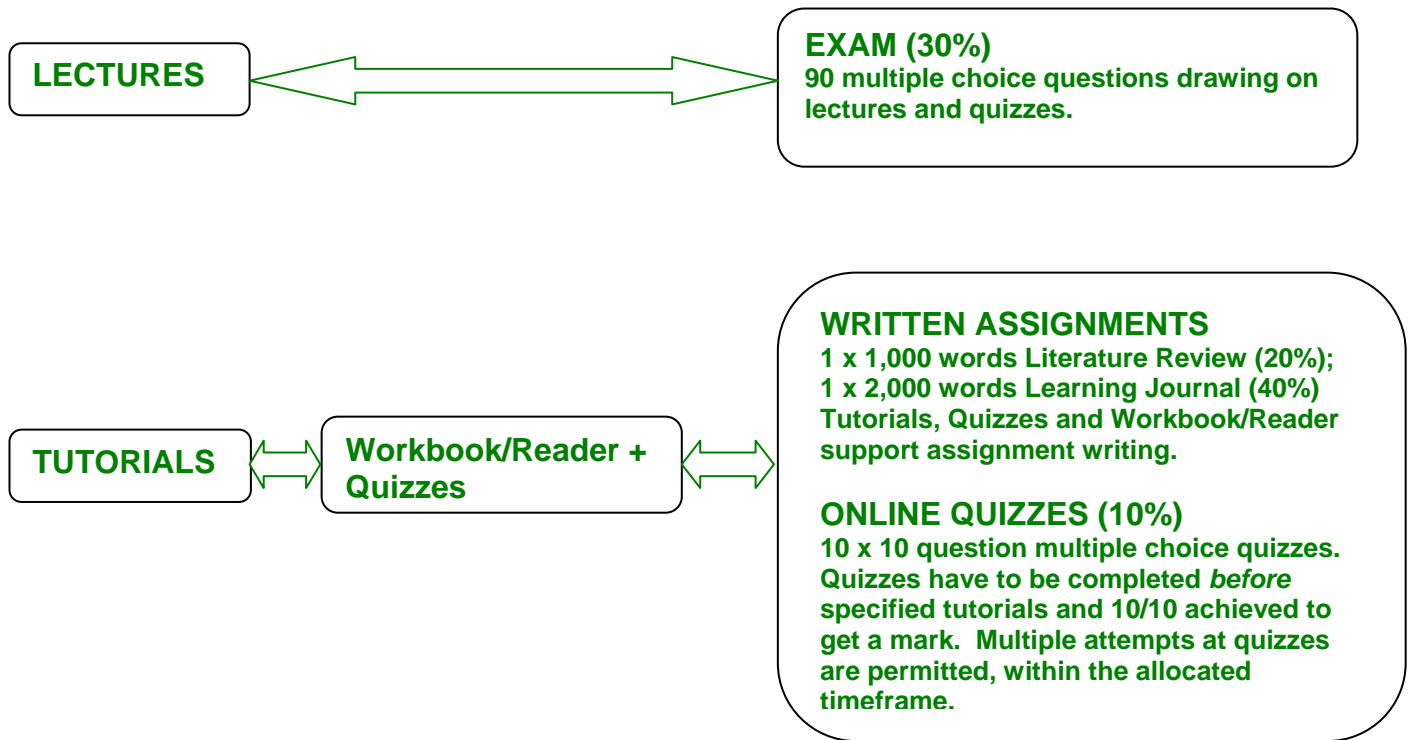 LECTURES
EXAM (30%)
90 multiple choice questions drawing on
lectures and quizzes.
TUTORIALS
Workbook/Reader +
Quizzes
WRITTEN ASSIGNMENTS
1 x 1,000 words Literature Review (20%);
1 x 2,000 words Learning Journal (40%)
Tutorials, Quizzes and Workbook/Reader
support assignment writing.
ONLINE QUIZZES (10%)
10 x 10 question multiple choice quizzes.
Quizzes have to be completed before
specified tutorials and 10/10 achieved to
get a mark.  Multiple attempts at quizzes
are permitted, within the allocated
timeframe.